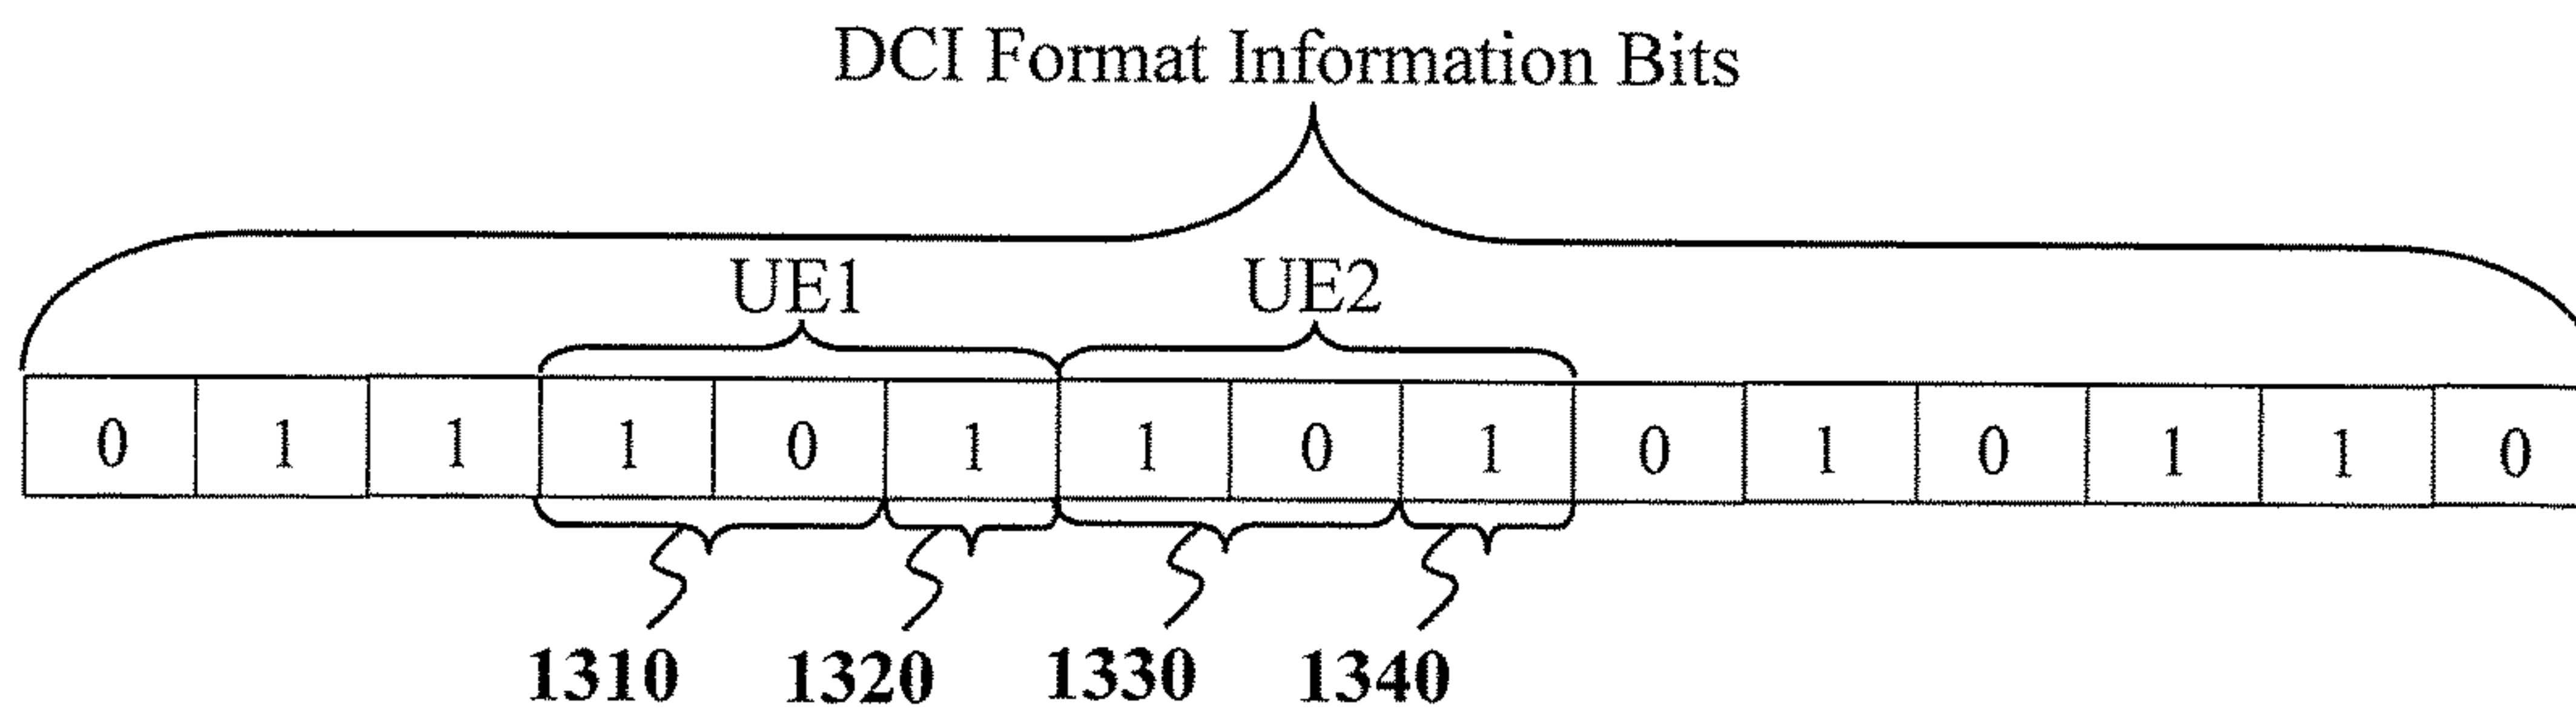 DCI Format Information Bits
UE1 UE2
0 1 1 1 0 1 1 0 1 0 1 0 1 1 0
1310 1320 1330 1340